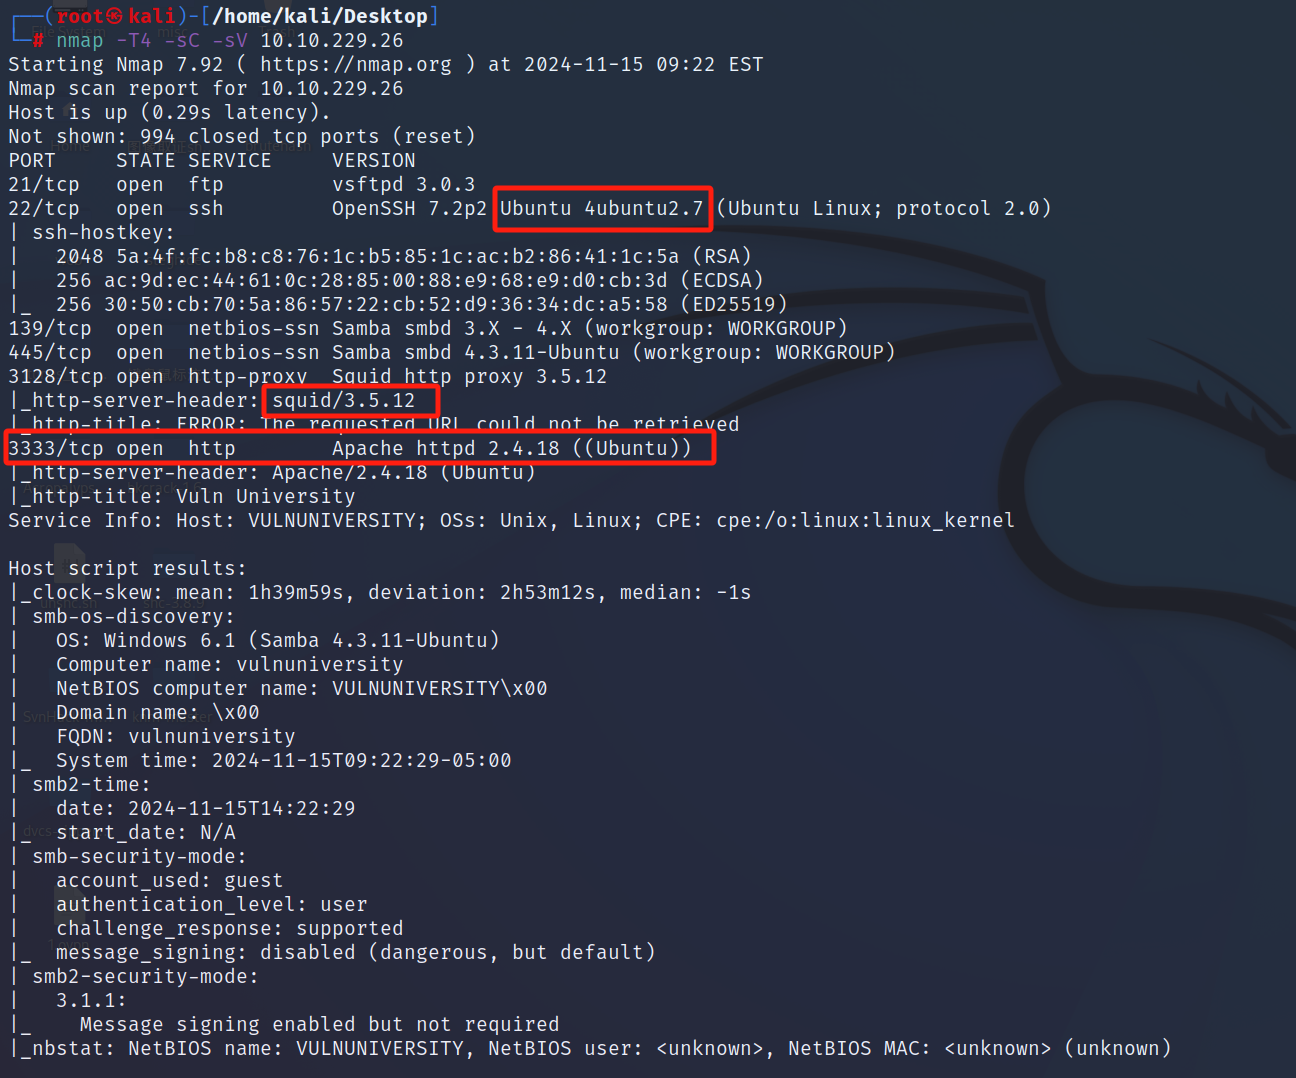 ┌──(root㉿kali)-[/home/kali/Desktop]
└─# nmap -T4 -sC -sV 10.10.229.26
Starting Nmap 7.92 ( https://nmap.org ) at 2024-11-15 09:22 EST
Nmap scan report for 10.10.229.26
Host is up (0.29s latency).
Not shown: 994 closed tcp ports (reset)
PORT     STATE SERVICE     VERSION
21/tcp   open  ftp         vsftpd 3.0.3
22/tcp   open  ssh         OpenSSH 7.2p2 Ubuntu 4ubuntu2.7 (Ubuntu Linux; protocol 2.0)
| ssh-hostkey:
|   2048 5a:4f:fc:b8:c8:76:1c:b5:85:1c:ac:b2:86:41:1c:5a (RSA)
|   256 ac:9d:ec:44:61:0c:28:85:00:88:e9:68:e9:d0:cb:3d (ECDSA)
|_  256 30:50:cb:70:5a:86:57:22:cb:52:d9:36:34:dc:a5:58 (ED25519)
139/tcp  open  netbios-ssn Samba smbd 3.X - 4.X (workgroup: WORKGROUP)
445/tcp  open  netbios-ssn Samba smbd 4.3.11-Ubuntu (workgroup: WORKGROUP)
3128/tcp open  http-proxy  Squid http proxy 3.5.12
|_http-server-header: squid/3.5.12
|_http-title: ERROR: The requested URL could not be retrieved
3333/tcp open  http        Apache httpd 2.4.18 ((Ubuntu))
|_http-server-header: Apache/2.4.18 (Ubuntu)
|_http-title: Vuln University
Service Info: Host: VULNUNIVERSITY; OSs: Unix, Linux; CPE: cpe:/o:linux:linux_kernel

Host script results:
|_clock-skew: mean: 1h39m59s, deviation: 2h53m12s, median: -1s
| smb-os-discovery:
|   OS: Windows 6.1 (Samba 4.3.11-Ubuntu)
|   Computer name: vulnuniversity
|   NetBIOS computer name: VULNUNIVERSITY\x00
|   Domain name: \x00
|   FQDN: vulnuniversity
|_  System time: 2024-11-15T09:22:29-05:00
| smb2-time:
|   date: 2024-11-15T14:22:29
|_  start_date: N/A
| smb-security-mode:
|   account_used: guest
|   authentication_level: user
|   challenge_response: supported
|_  message_signing: disabled (dangerous, but default)
| smb2-security-mode:
|   3.1.1:
|_    Message signing enabled but not required
|_nbstat: NetBIOS name: VULNUNIVERSITY, NetBIOS user: <unknown>, NetBIOS MAC: <unknown> (unknown)